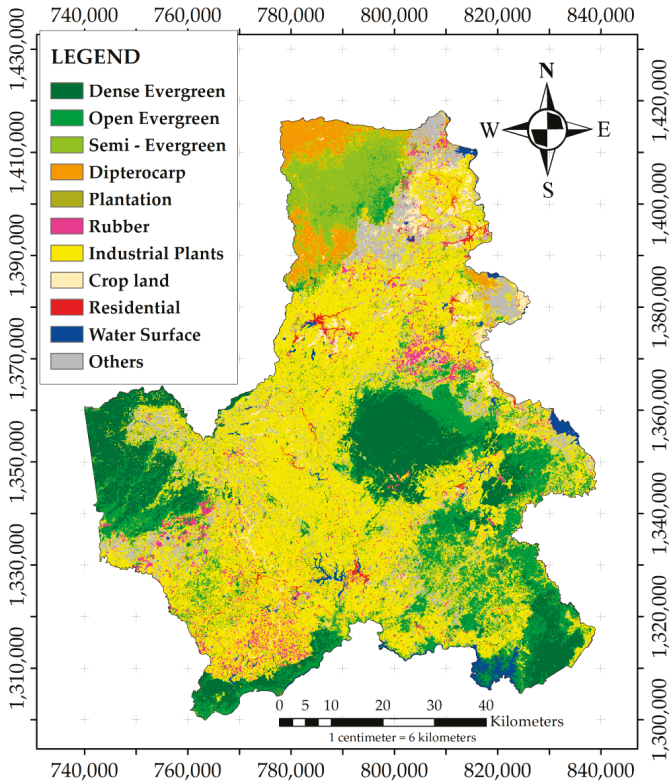 740,000 760,000 780,000 800,000 820,000 840,000
1,430,000
1,420,000
1,410,000
1,400,000
1,390,000
1,380,000
1,370,000
1,360,000
1,350,000
1,340,000
1,330,000
1,320,000
1,310,000
1,300,000
LEGEND
Dense Evergreen
Open Evergreen
Semi - Evergreen
Dipterocarp
Plantation
Rubber
Industrial Plants
Crop land
Residential
Water Surface
Others
N
W E
S
0 5 10 20 30 40
Kilometers
1 centimeter = 6 kilometers
740,000 760,000 780,000 800,000 820,000 840,000